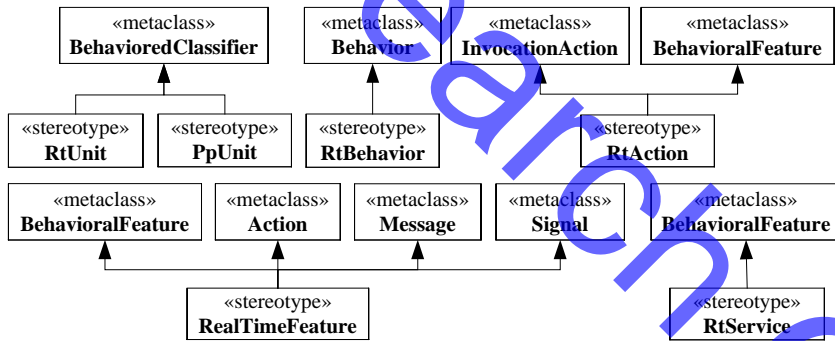 «metaclass» «metaclass» «metaclass» «metaclass»
BehavioredClassifier Behavior InvocationAction BehavioralFeature
«stereotype» «stereotype» «stereotype» «stereotype»
RtUnit PpUnit RtBehavior RtAction
«metaclass» «metaclass» «metaclass» «metaclass» «metaclass»
BehavioralFeature Action Message Signal BehavioralFeature
«stereotype» «stereotype»
RealTimeFeature RtService
earch